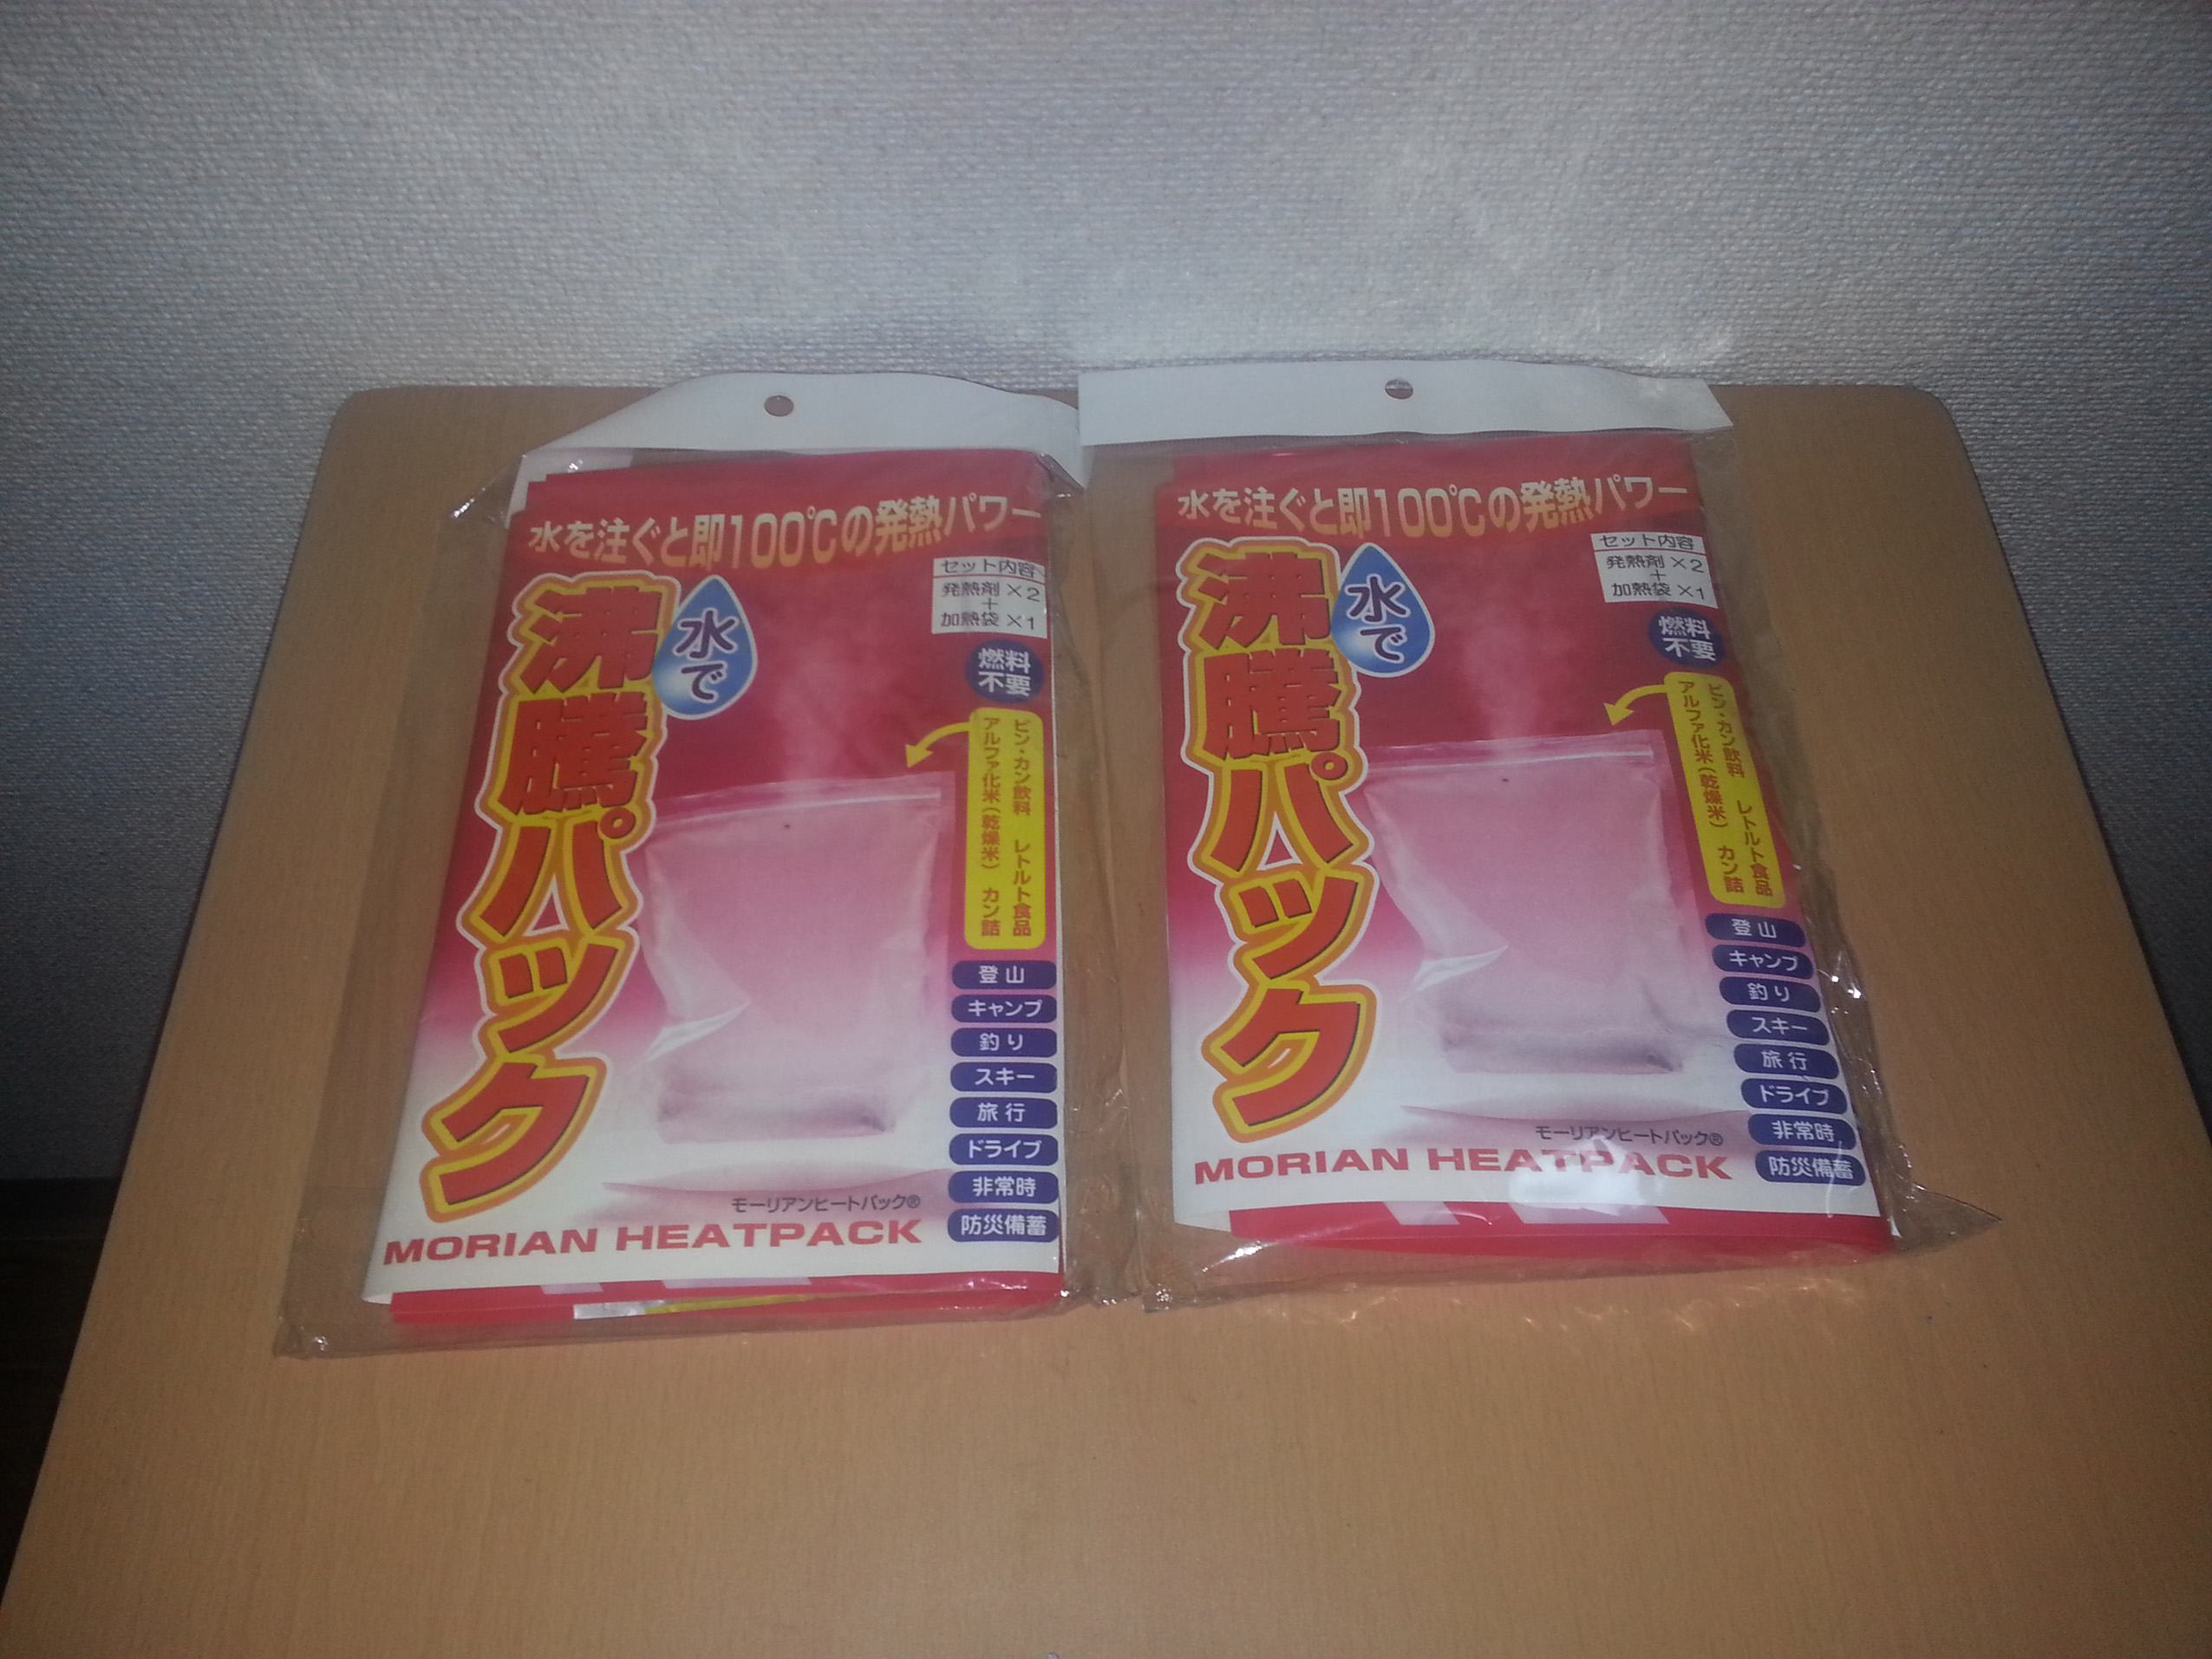 水を注ぐと即100℃の発熱パワー
セット内容
発熱剤×2
+
加熱袋×1
水で
沸騰パック
燃料
不要
ビン・カン飲料 レトルト食品
アルファ化米(乾燥米) カン詰
登山
キャンプ
釣り
スキー
旅行
ドライブ
非常時
防災備蓄
モーリアンヒートパック®
MORIAN HEATPACK
水を注ぐと即100℃の発熱パワー
セット内容
発熱剤×2
+
加熱袋×1
水で
沸騰パック
燃料
不要
ビン・カン飲料 レトルト食品
アルファ化米(乾燥米) カン詰
登山
キャンプ
釣り
スキー
旅行
ドライブ
非常時
防災備蓄
モーリアンヒートパック®
MORIAN HEATPACK